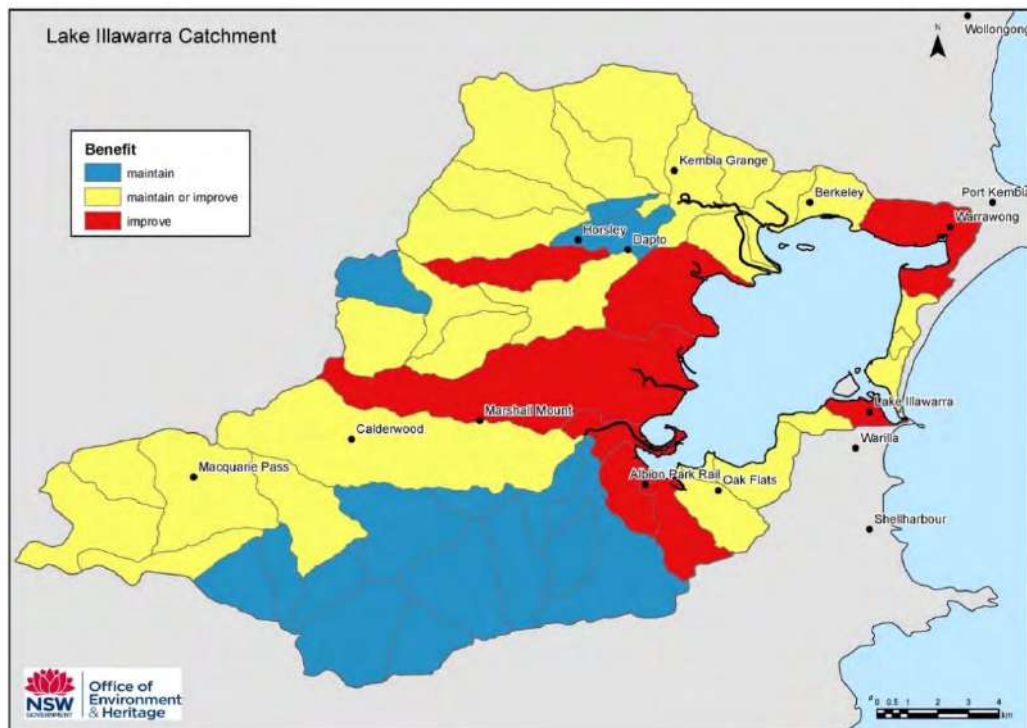 Lake Illawarra Catchment
N
Wollongong
Benefit
maintain
maintain or improve
improve
Kembla Grange
Berkeley
Port Kembla
Warrawong
Horsley
Dapto
Lake Illawarra
Marshall Mount
Calderwood
Warilla
Macquarie Pass
Albion Park Rail
Oak Flats
Shellharbour
NSW
GOVERNMENT
Office of
Environment
& Heritage
0 0.5 1 2 3 4
km